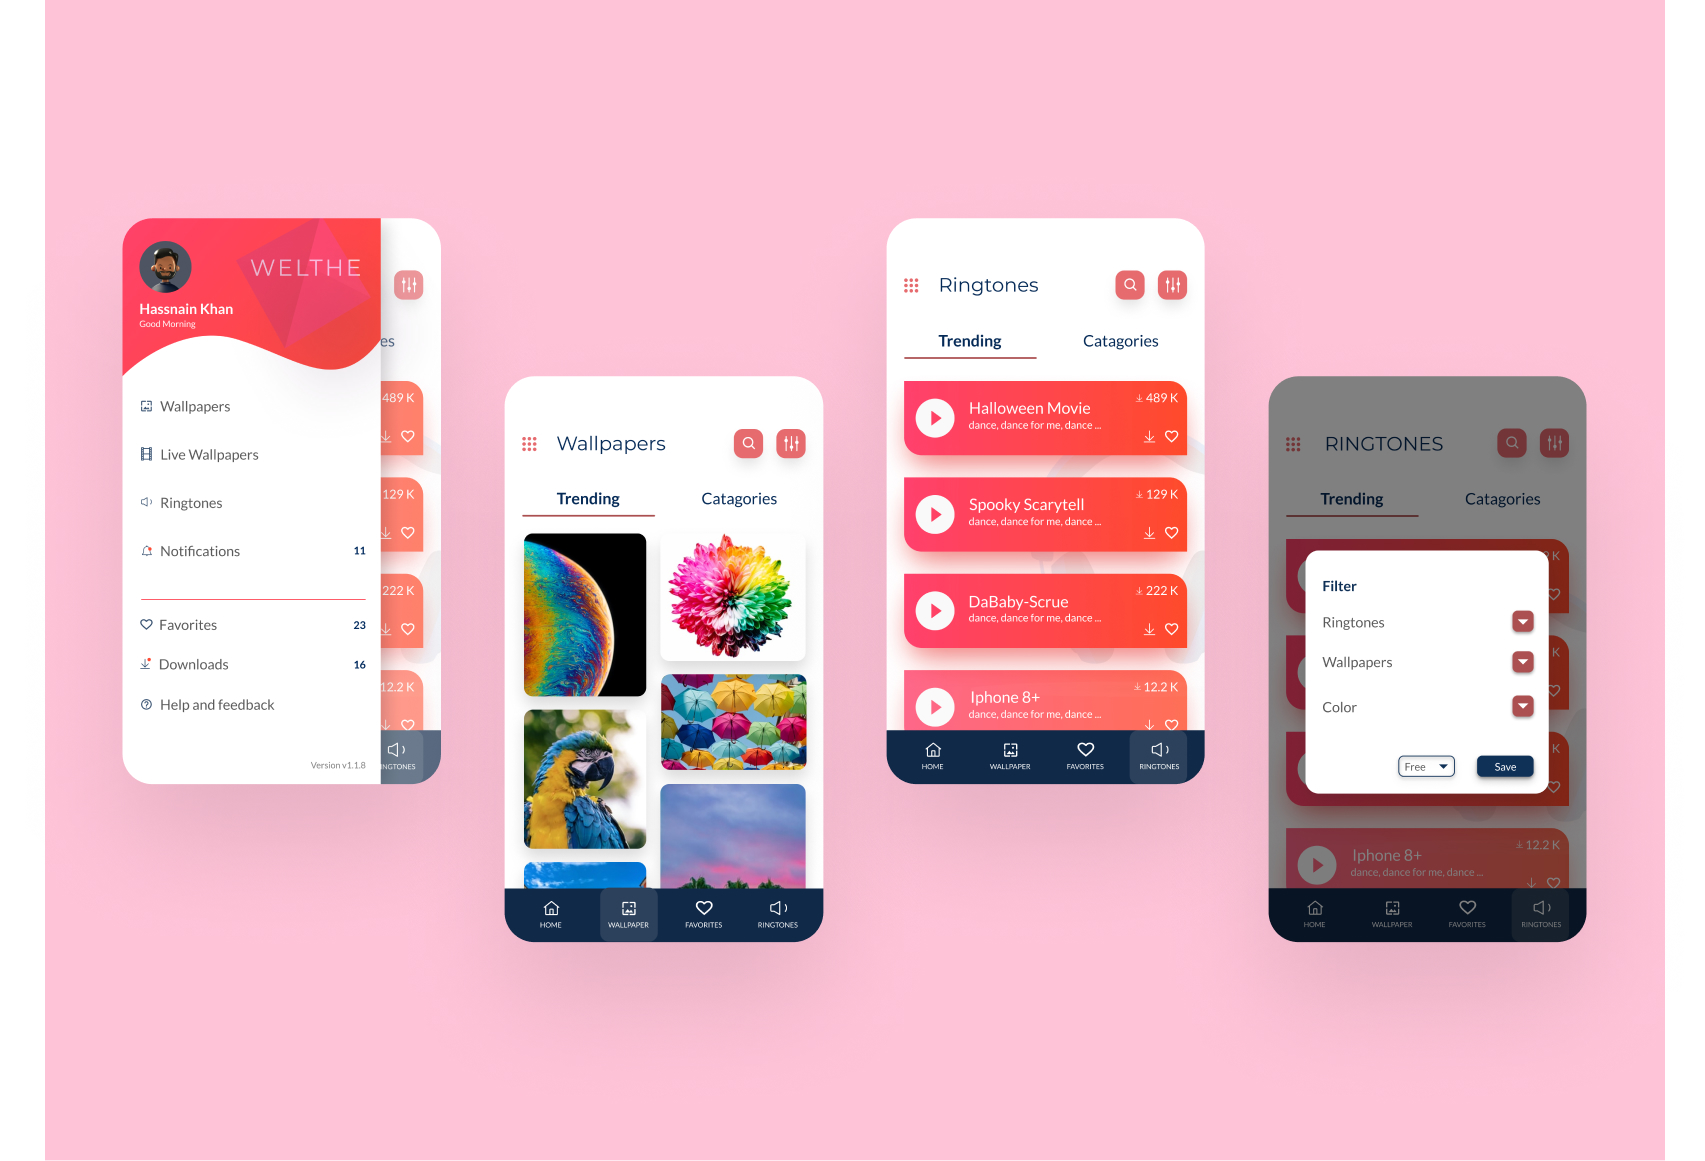 WELTHE
Hassnain Khan
Good Morning
Wallpapers
Live Wallpapers
Ringtones
Notifications 11
Favorites 23
Downloads 16
Help and feedback
Version v1.1.8
es
489 K
129 K
222 K
12.2 K
INGTONES
Wallpapers
Trending Catagories
HOME WALLPAPER FAVORITES RINGTONES
Ringtones
Trending Catagories
Halloween Movie 489 K
dance, dance for me, dance ...
Spooky Scarytell 129 K
dance, dance for me, dance ...
DaBaby-Scrue 222 K
dance, dance for me, dance ...
Iphone 8+ 12.2 K
dance, dance for me, dance ...
HOME WALLPAPER FAVORITES RINGTONES
RINGTONES
Trending Catagories
K
Filter
Ringtones
Wallpapers
Color
Free Save
K
K
K
Iphone 8+ 12.2 K
dance, dance for me, dance ...
HOME WALLPAPER FAVORITES RINGTONES